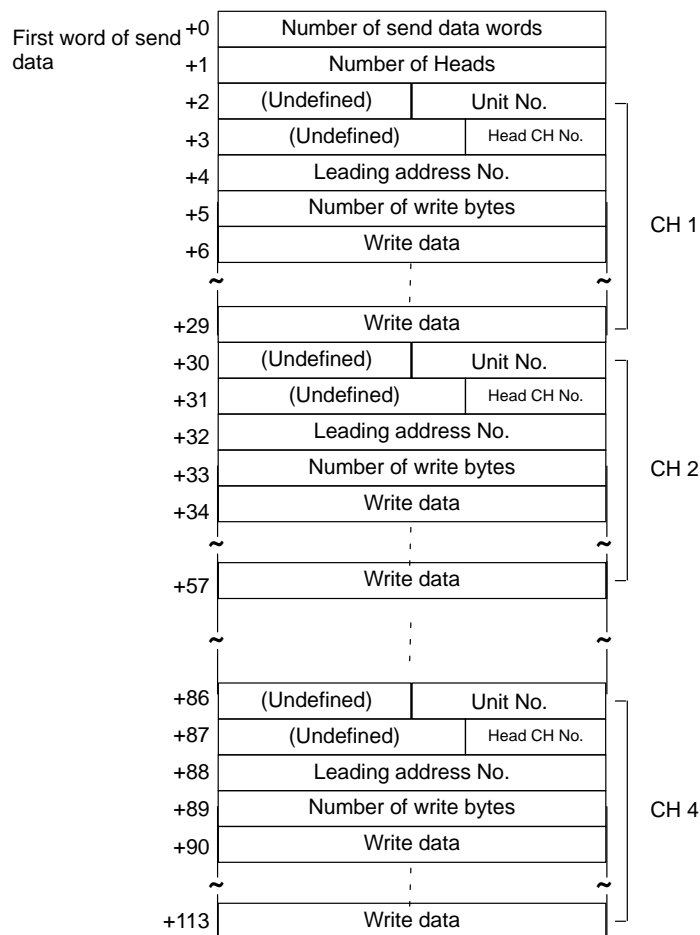 First word of send
data
+0 Number of send data words
+1 Number of Heads
+2 (Undefined) Unit No.
+3 (Undefined) Head CH No.
+4 Leading address No.
+5 Number of write bytes
CH 1
+6 Write data
~ ~
+29 Write data
+30 (Undefined) Unit No.
+31 (Undefined) Head CH No.
+32 Leading address No.
+33 Number of write bytes
CH 2
+34 Write data
~ ~
+57 Write data
~ ~
+86 (Undefined) Unit No.
+87 (Undefined) Head CH No.
+88 Leading address No.
+89 Number of write bytes
CH 4
+90 Write data
~ ~
+113 Write data